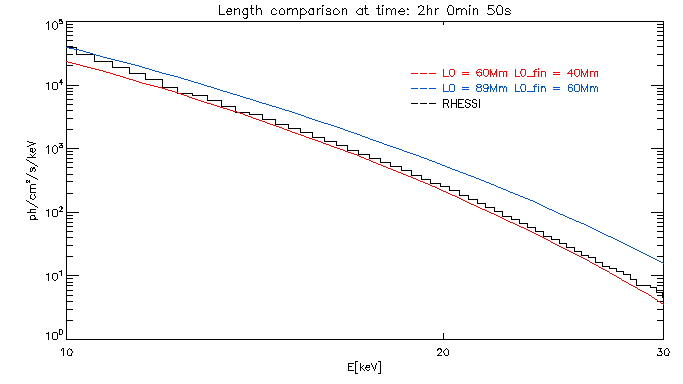 Length comparison at time: 2hr 0min 50s
10⁵
10⁴
10³
10²
10¹
10⁰
ph/cm²/s/keV
L0 = 60Mm L0_fin = 40Mm
L0 = 89Mm L0_fin = 60Mm
RHESSI
10 20 30
E[keV]